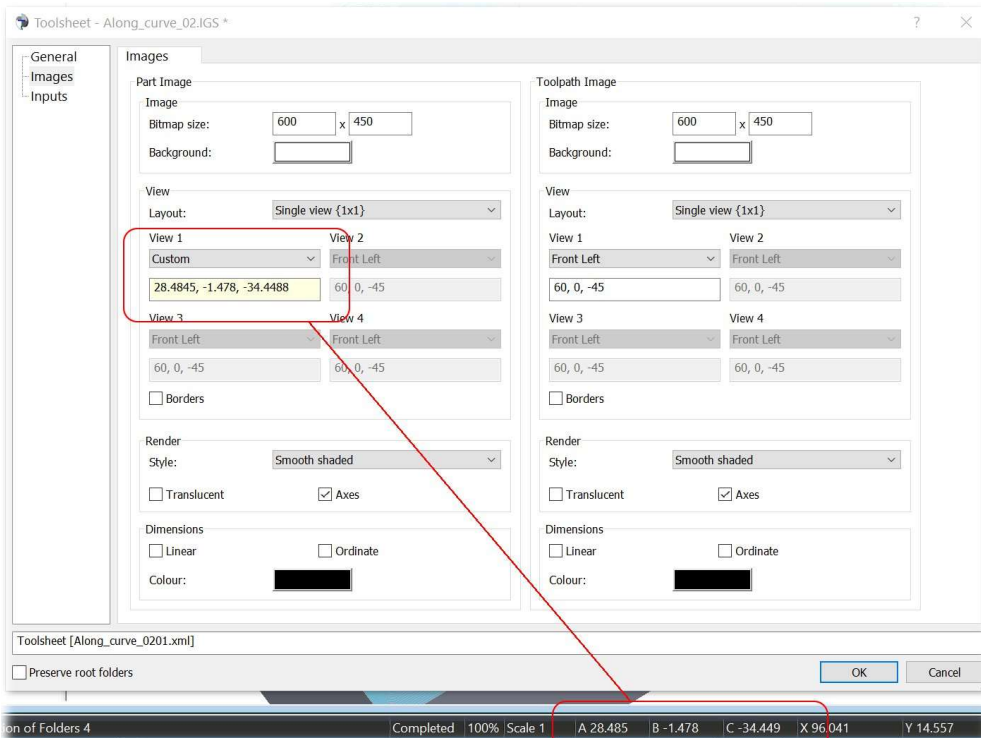 Toolsheet - Along_curve_02.IGS *
?
General
Images
Inputs
Images
Part Image
Image
Bitmap size:
600 x 450
Background:
View
Layout:
Single view {1x1}
View 1
View 2
Custom
Front Left
28.4845, -1.478, -34.4488
60, 0, -45
View 3
View 4
Front Left
Front Left
60, 0, -45
60, 0, -45
Borders
Render
Style:
Smooth shaded
Translucent
Axes
Dimensions
Linear
Ordinate
Colour:
Toolpath Image
Image
Bitmap size:
600 x 450
Background:
View
Layout:
Single view {1x1}
View 1
View 2
Front Left
Front Left
60, 0, -45
60, 0, -45
View 3
View 4
Front Left
Front Left
60, 0, -45
60, 0, -45
Borders
Render
Style:
Smooth shaded
Translucent
Axes
Dimensions
Linear
Ordinate
Colour:
Toolsheet [Along_curve_0201.xml]
Preserve root folders
OK
Cancel
on of Folders 4
Completed 100% Scale 1 A 28.485 B -1.478 C -34.449 X 96.041 Y 14.557